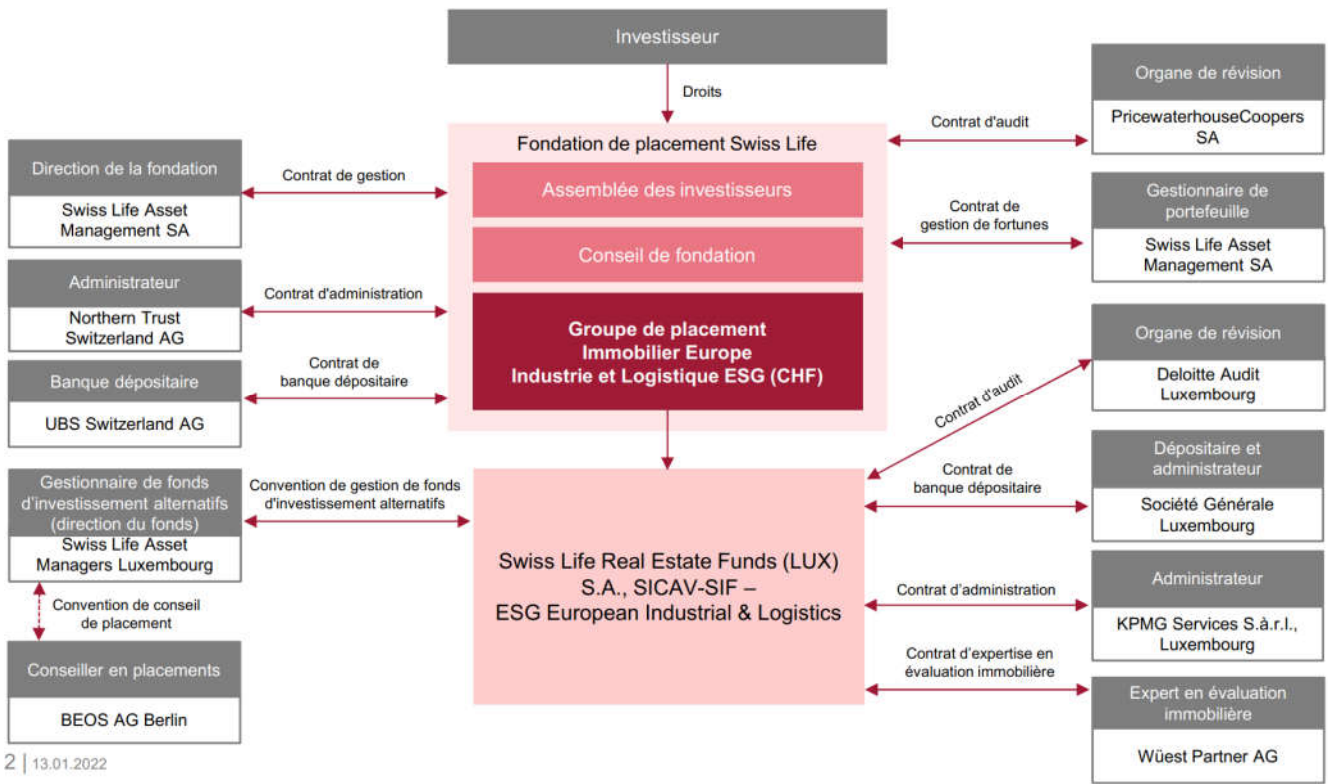 Investisseur
Droits
Fondation de placement Swiss Life
Assemblée des investisseurs
Conseil de fondation
Groupe de placement
Immobilier Europe
Industrie et Logistique ESG (CHF)
Direction de la fondation
Swiss Life Asset
Management SA
Contrat de gestion
Administrateur
Northern Trust
Switzerland AG
Contrat d'administration
Banque dépositaire
UBS Switzerland AG
Contrat de
banque dépositaire
Organe de révision
PricewaterhouseCoopers
SA
Contrat d'audit
Gestionnaire de
portefeuille
Swiss Life Asset
Management SA
Contrat de
gestion de fortunes
Gestionnaire de fonds
d'investissement alternatifs
(direction du fonds)
Swiss Life Asset
Managers Luxembourg
Convention de gestion de fonds
d'investissement alternatifs
Convention de conseil
de placement
Conseiller en placements
BEOS AG Berlin
Swiss Life Real Estate Funds (LUX)
S.A., SICAV-SIF –
ESG European Industrial & Logistics
Organe de révision
Deloitte Audit
Luxembourg
Contrat d'audit
Dépositaire et
administrateur
Société Générale
Luxembourg
Contrat de
banque dépositaire
Administrateur
KPMG Services S.à.r.l.,
Luxembourg
Contrat d'administration
Expert en évaluation
immobilière
Wüest Partner AG
Contrat d'expertise en
évaluation immobilière
2 | 13.01.2022